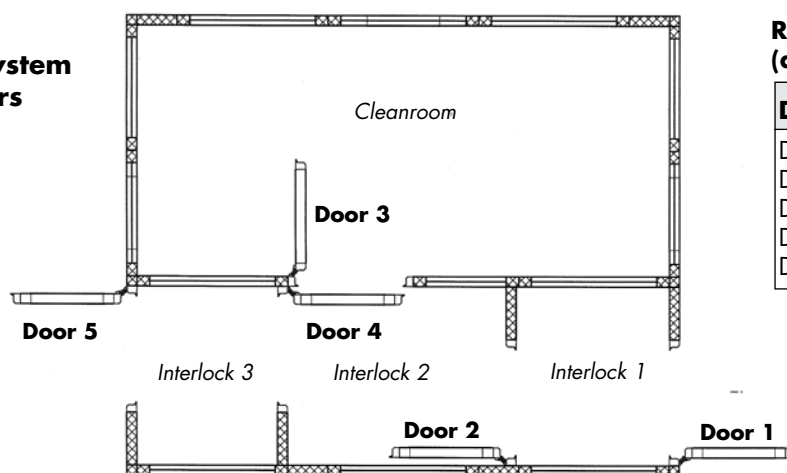 Cleanroom
Door 3
Door 5
Door 4
Interlock 3
Interlock 2
Interlock 1
Door 2
Door 1